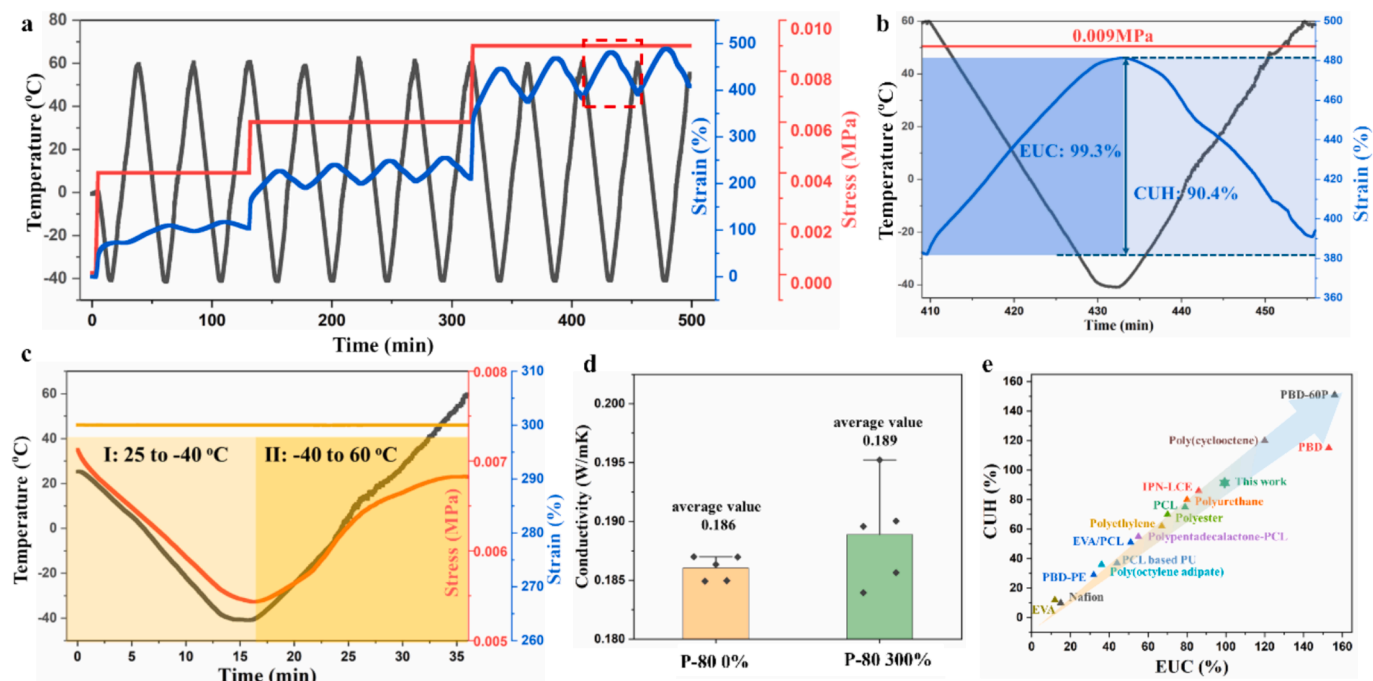 a
Temperature (ºC)
80
60
40
20
0
-20
-40
0
100
200
300
400
500
Time (min)
500
400
300
200
100
0
Strain (%)
0.010
0.008
0.006
0.004
0.002
0.000
Stress (MPa)
b
Temperature (ºC)
60
40
20
0
-20
-40
0.009MPa
EUC: 99.3%
CUH: 90.4%
410
420
430
440
450
Time (min)
500
480
460
440
420
400
380
360
Strain (%)
c
Temperature (ºC)
60
40
20
0
-20
-40
I: 25 to -40 ºC
II: -40 to 60 ºC
0
5
10
15
20
25
30
35
Time (min)
0.008
0.007
0.006
0.005
Stress (MPa)
310
300
290
280
270
260
Strain (%)
d
Conductivity (W/mK)
0.200
0.195
0.190
0.185
0.180
average value
0.186
average value
0.189
P-80 0%
P-80 300%
e
CUH (%)
160
140
120
100
80
60
40
20
0
PBD-60P
Poly(cyclooctene)
PBD
This work
IPN-LCE
PCL
Polyurethane
Polyester
Polyethylene
Polypentadecalactone-PCL
EVA/PCL
PCL based PU
Poly(octylene adipate)
PBD-PE
Nafion
EVA
0
20
40
60
80
100
120
140
160
EUC (%)